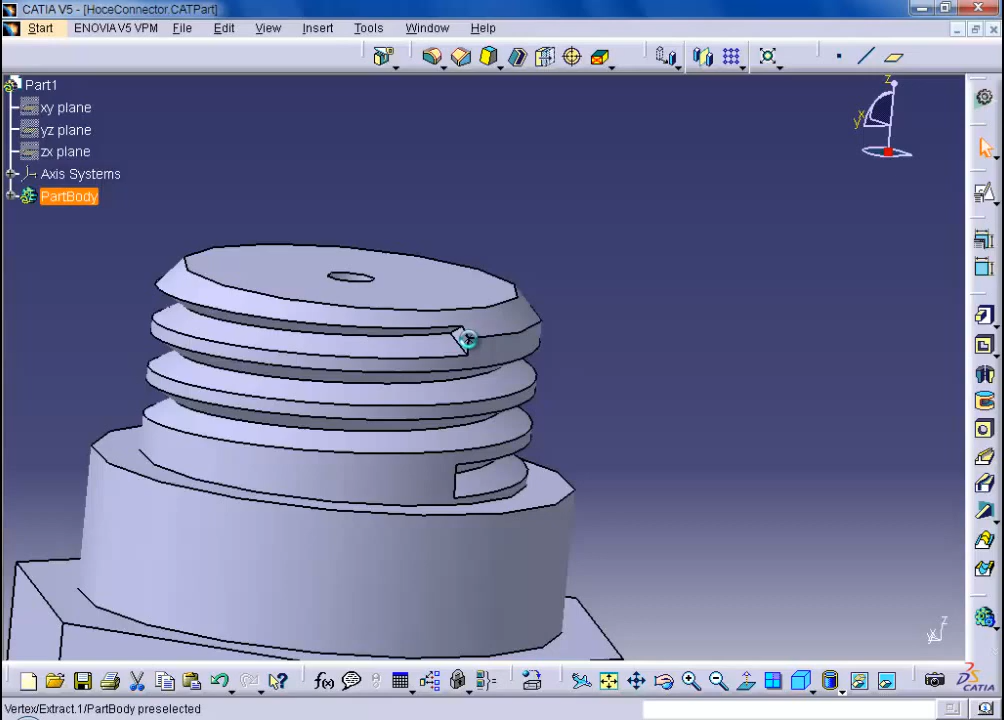 CATIA V5 - [HoceConnector.CATPart]
Start ENOVIA V5 VPM File Edit Insert View Tools Window Help
Part1
xy plane
yz plane
zx plane
Axis Systems
PartBody
z
x
y
z
x
f(x)
DS
CATIA
Vertex/Extract.1/PartBody preselected